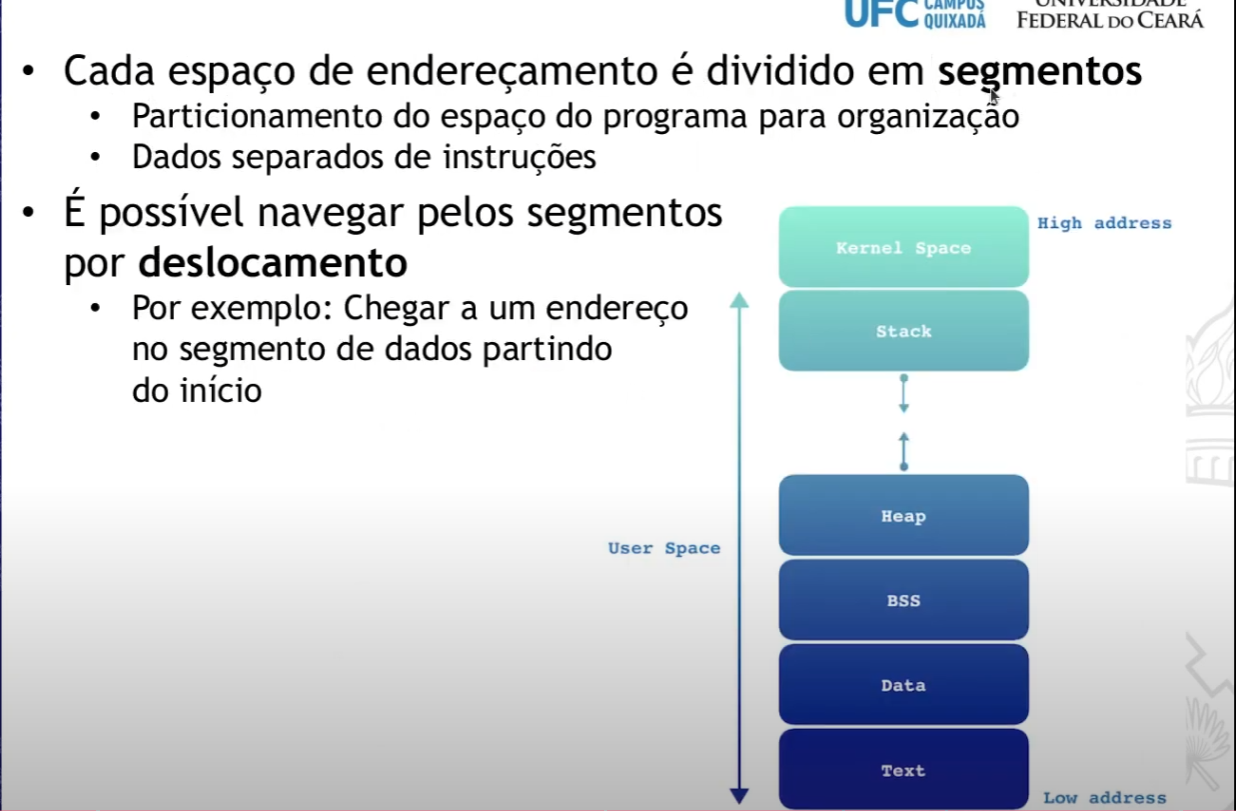 UFC CAMPUS
QUIXADÁ
UNIVERSIDADE
FEDERAL DO CEARÁ
• Cada espaço de endereçamento é dividido em segmentos
• Particionamento do espaço do programa para organização
• Dados separados de instruções
• É possível navegar pelos segmentos
por deslocamento
• Por exemplo: Chegar a um endereço
no segmento de dados partindo
do início
High address
Kernel Space
Stack
Heap
User Space
BSS
Data
Text
Low address